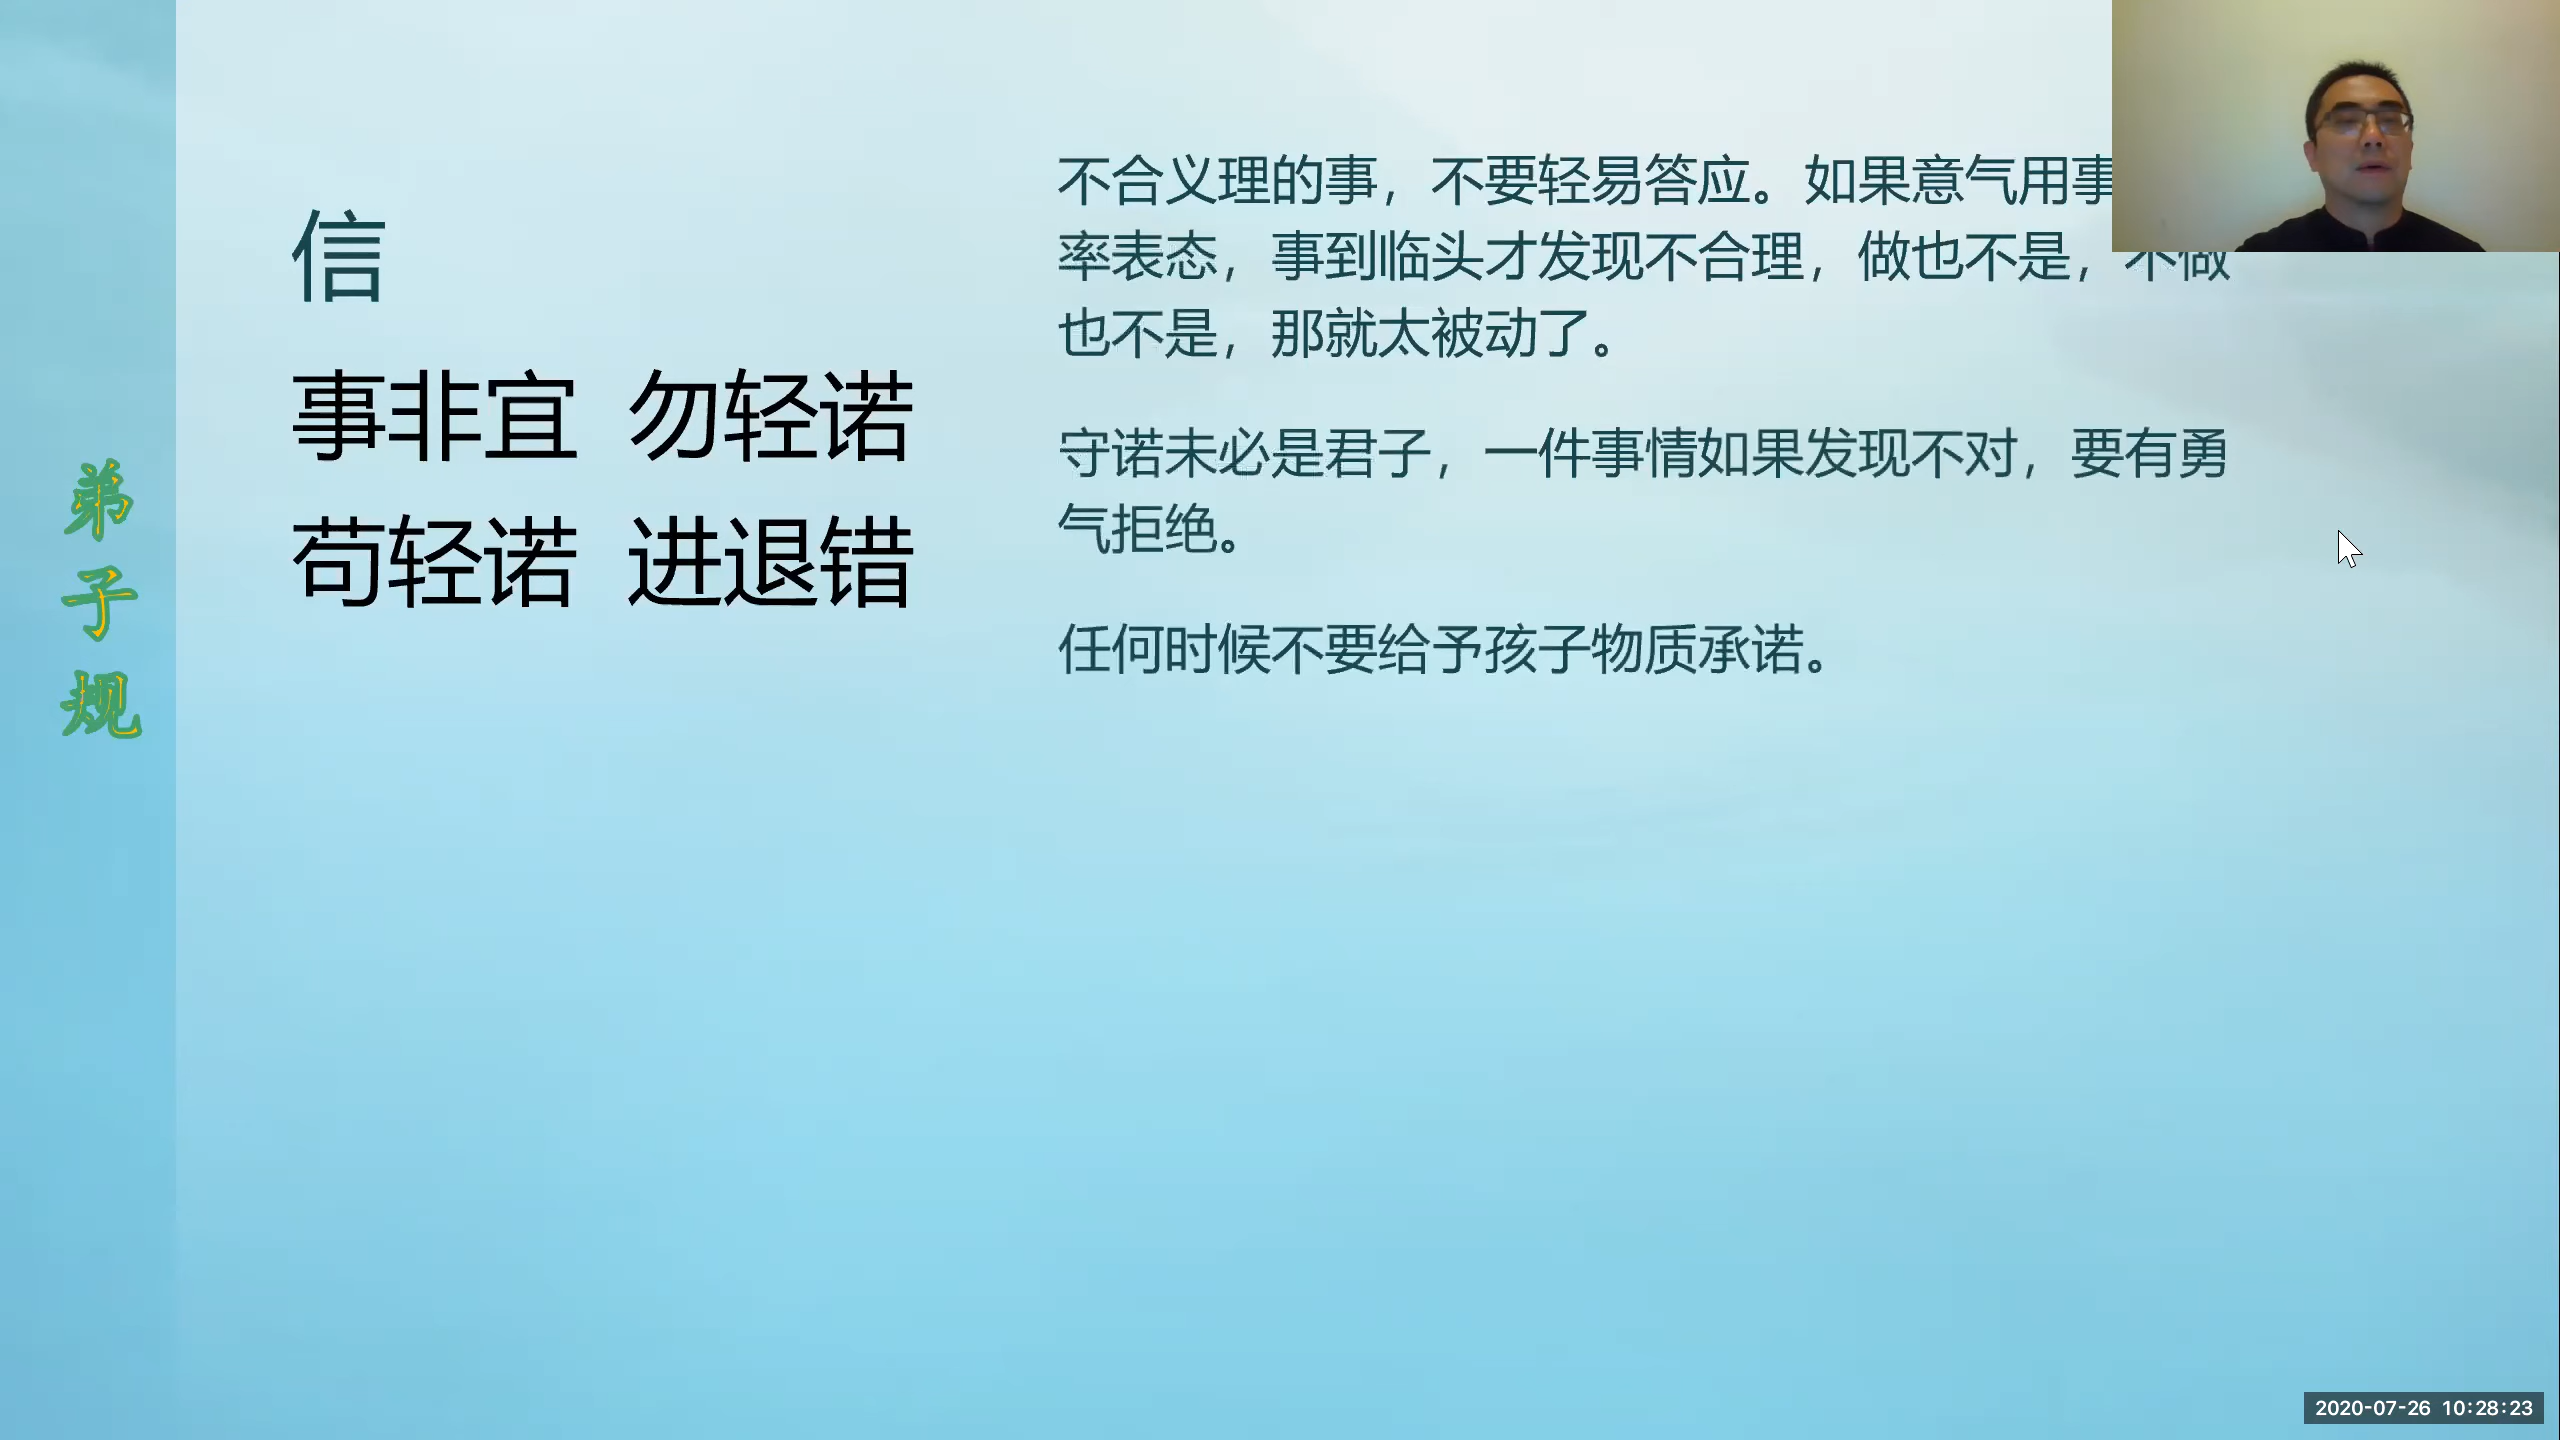 弟子规
信
事非宜 勿轻诺
苟轻诺 进退错
不合义理的事，不要轻易答应。如果意气用事
率表态，事到临头才发现不合理，做也不是，不做
也不是，那就太被动了。
守诺未必是君子，一件事情如果发现不对，要有勇
气拒绝。
任何时候不要给予孩子物质承诺。
2020-07-26 10:28:23